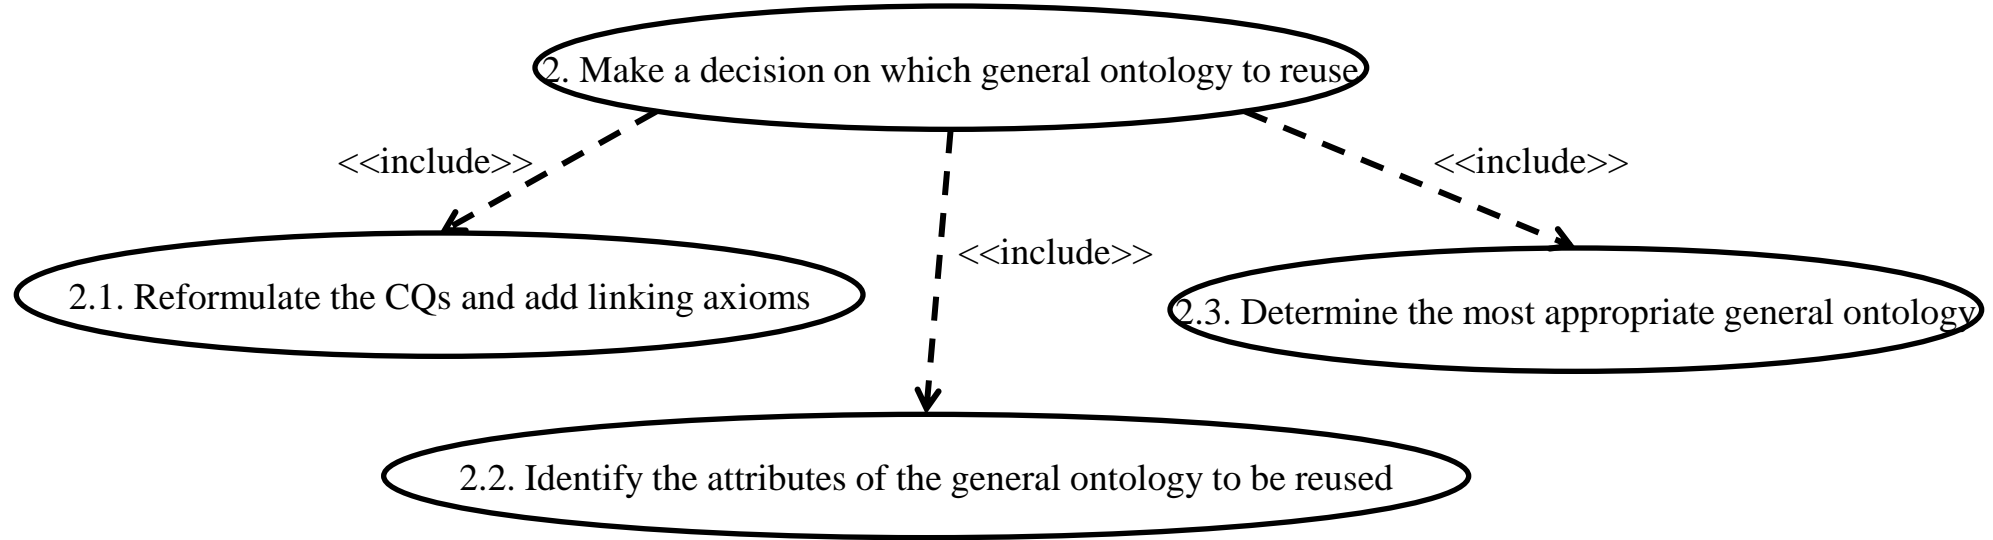 2. Make a decision on which general ontology to reuse
<<include>>
<<include>>
<<include>>
2.1. Reformulate the CQs and add linking axioms
2.3. Determine the most appropriate general ontology
2.2. Identify the attributes of the general ontology to be reused